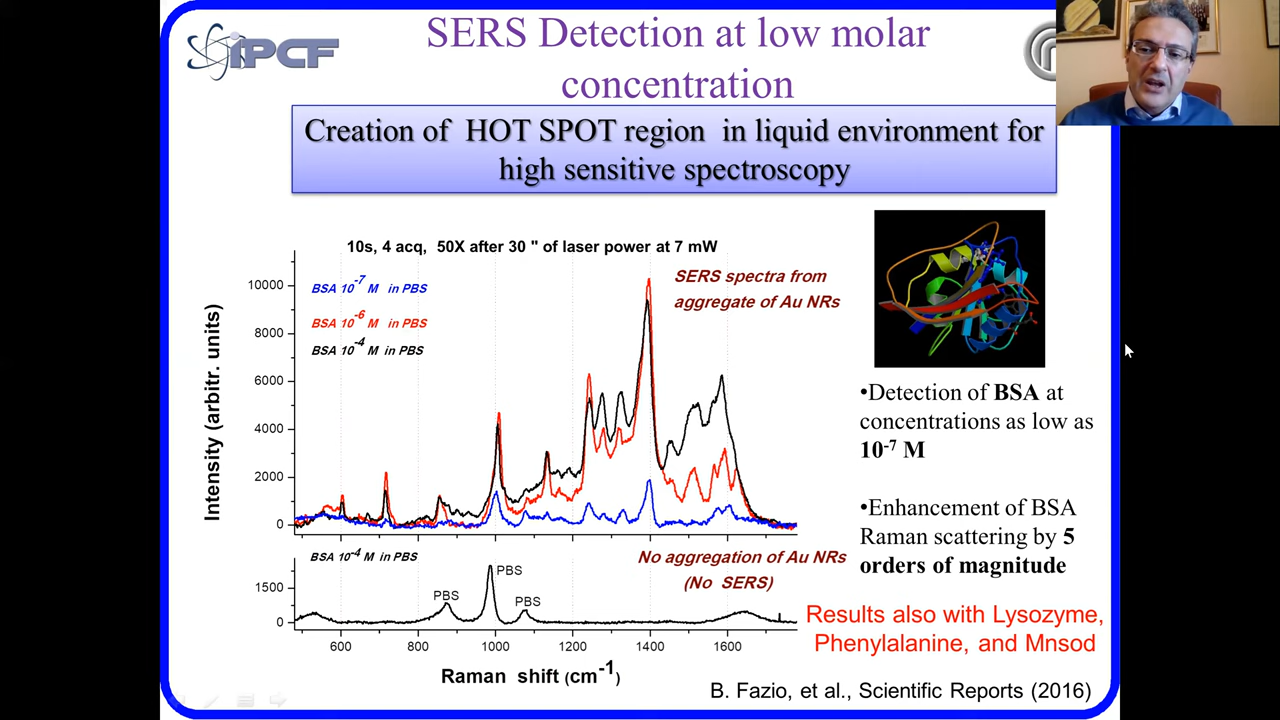 iPCF
SERS Detection at low molar
concentration
Creation of HOT SPOT region in liquid environment for
high sensitive spectroscopy
10s, 4 acq, 50X after 30 " of laser power at 7 mW
BSA 10⁻⁷ M in PBS
BSA 10⁻⁶ M in PBS
BSA 10⁻⁴ M in PBS
SERS spectra from
aggregate of Au NRs
10000
8000
6000
4000
2000
0
Intensity (arbitr. units)
BSA 10⁻⁴ M in PBS
No aggregation of Au NRs
(No SERS)
PBS
PBS
PBS
1500
0
600
800
1000
1200
1400
1600
Raman shift (cm⁻¹)
•Detection of BSA at
concentrations as low as
10⁻⁷ M
•Enhancement of BSA
Raman scattering by 5
orders of magnitude
Results also with Lysozyme,
Phenylalanine, and Mnsod
B. Fazio, et al., Scientific Reports (2016)